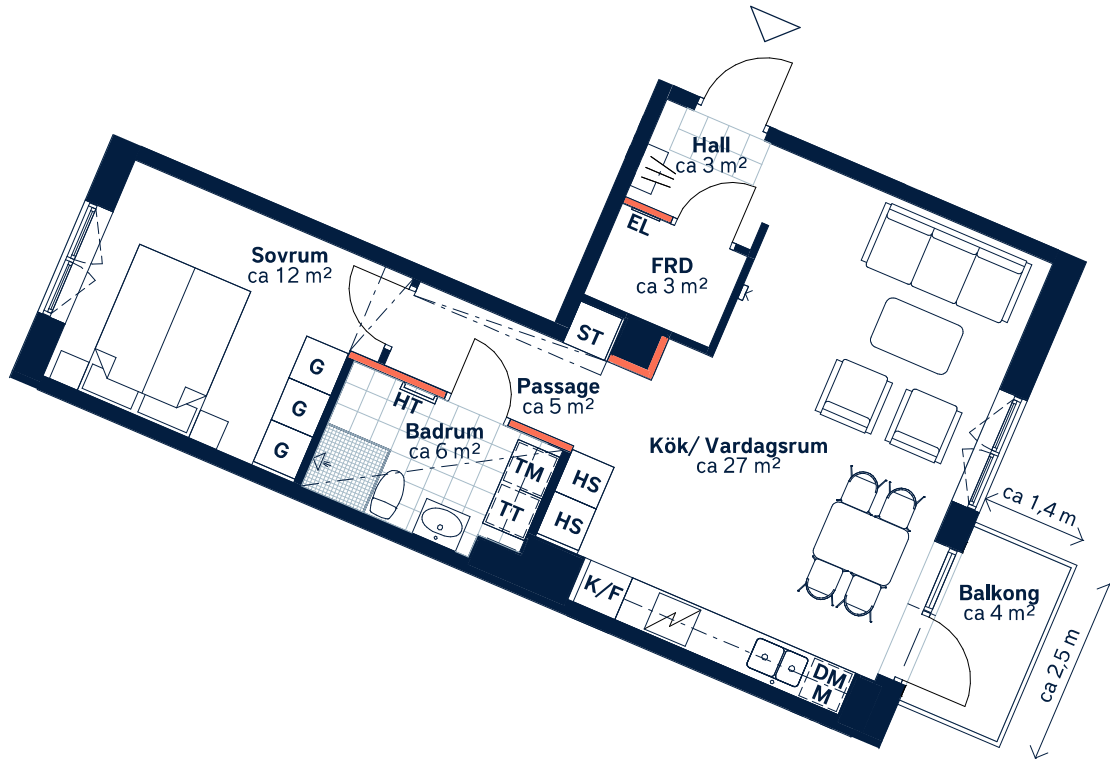 Hall
ca 3 m²
EL
FRD
ca 3 m²
Sovrum
ca 12 m²
ST
Passage
ca 5 m²
G
G
G
HT
Badrum
ca 6 m²
TM
TT
HS
HS
Kök/ Vardagsrum
ca 27 m²
K/F
DM
M
ca 1,4 m
Balkong
ca 4 m²
ca 2,5 m